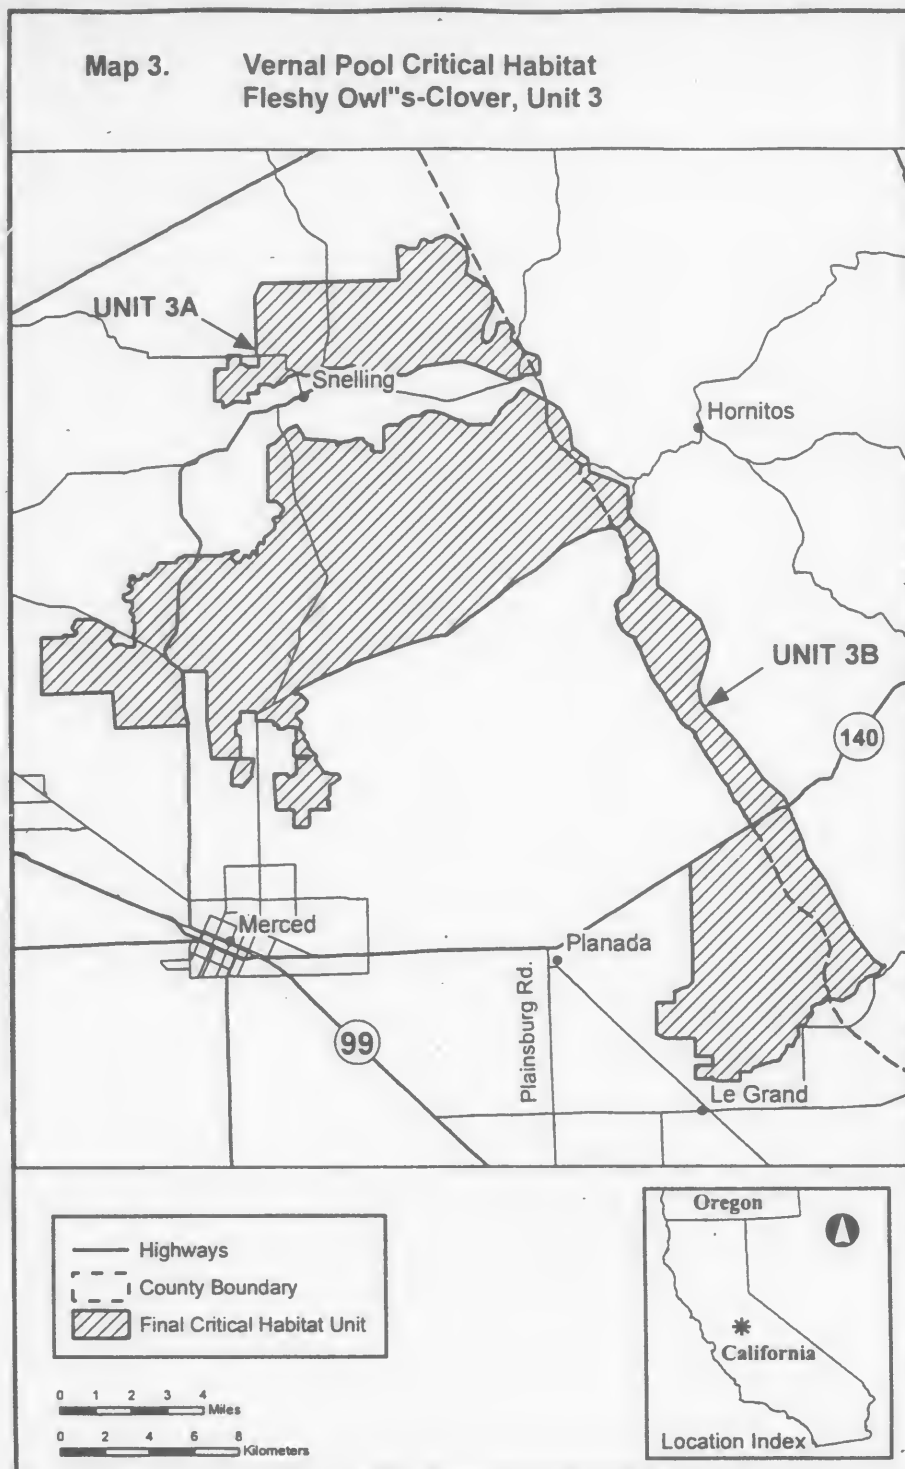 Map 3. Vernal Pool Critical Habitat
Fleshy Owl"s-Clover, Unit 3
UNIT 3A
Snelling
Hornitos
UNIT 3B
140
Merced
Planada
Plainsburg Rd.
99
Le Grand
Highways
County Boundary
Final Critical Habitat Unit
0 1 2 3 4
Miles
0 2 4 6 8
Kilometers
Oregon
California
Location Index